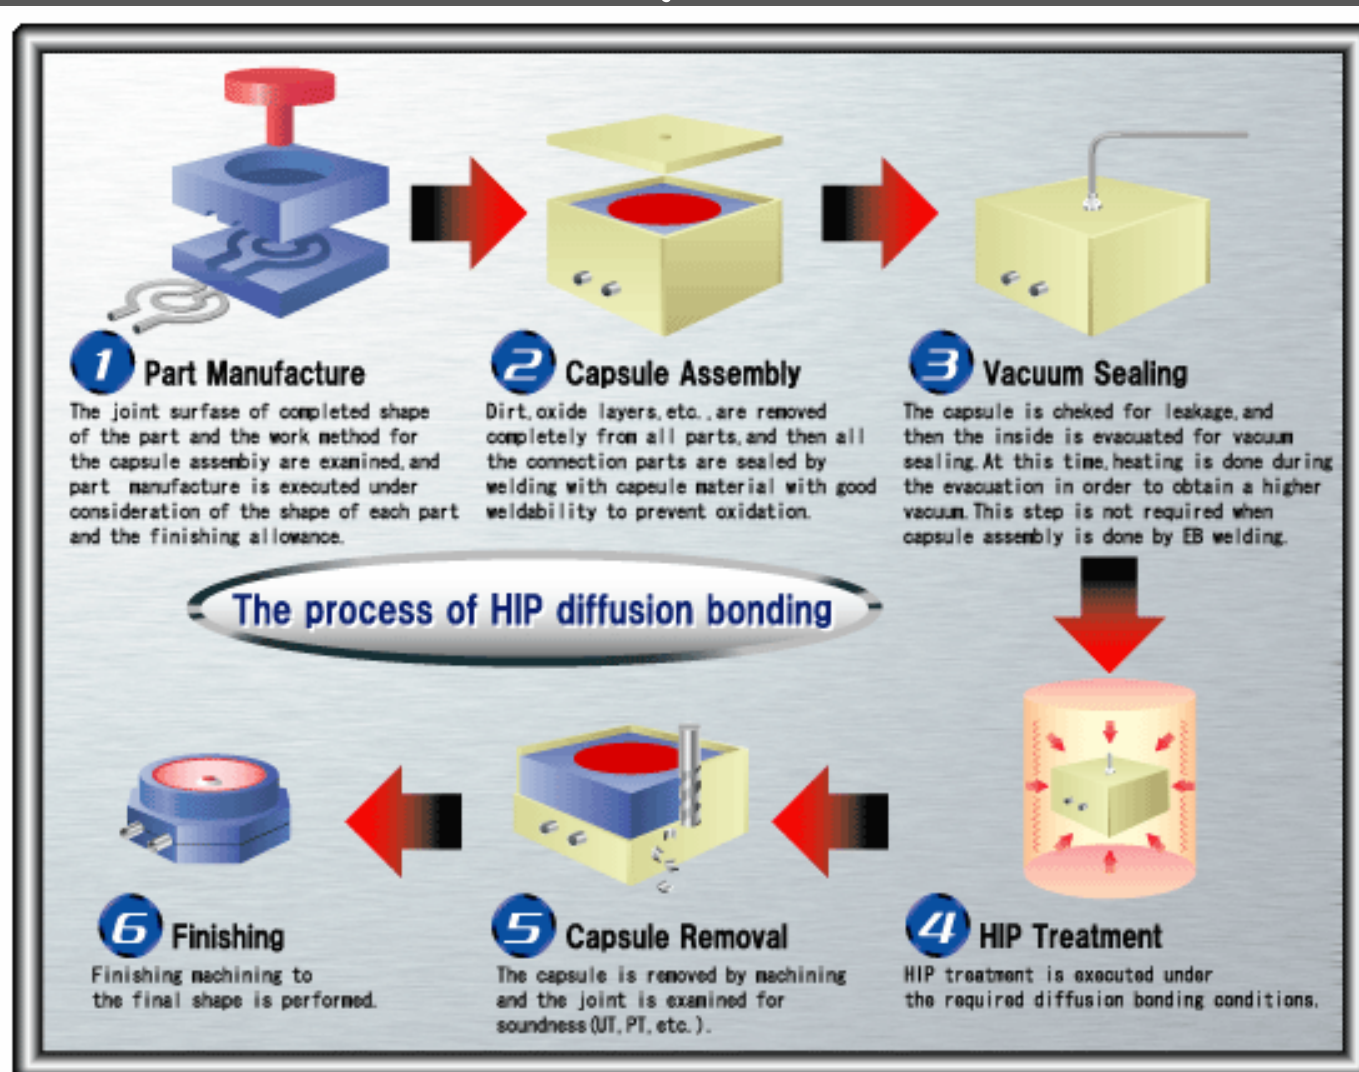 1 Part Manufacture
The joint surfase of completed shape
of the part and the work method for
the capsule assembiy are examined, and
part manufacture is executed under
consideration of the shape of each part
and the finishing allowance.
2 Capsule Assembly
Dirt, oxide layers, etc., are removed
completely from all parts, and then all
the connection parts are sealed by
welding with capeule material with good
weldability to prevent oxidation.
3 Vacuum Sealing
The capsule is cheked for leakage, and
then the inside is evacuated for vacuum
sealing. At this time, heating is done during
the evacuation in order to obtain a higher
vacuum. This step is not required when
capsule assembly is done by EB welding.
The process of HIP diffusion bonding
4 HIP Treatment
HIP treatment is executed under
the required diffusion bonding conditions.
5 Capsule Removal
The capsule is removed by machining
and the joint is examined for
soundness (UT, PT, etc.).
6 Finishing
Finishing machining to
the final shape is performed.